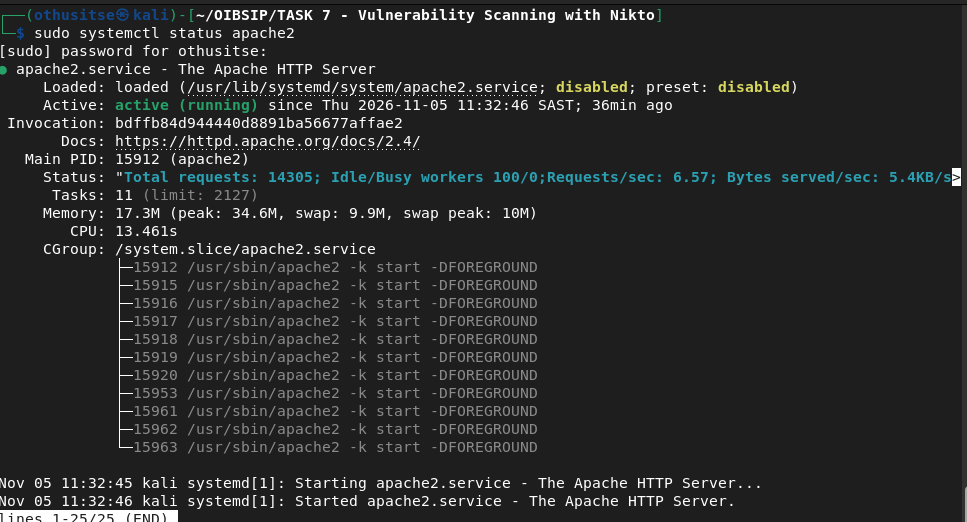 ┌──(othusitse㉿kali)-[~/OIBSIP/TASK 7 - Vulnerability Scanning with Nikto]
└─$ sudo systemctl status apache2
[sudo] password for othusitse:
● apache2.service - The Apache HTTP Server
Loaded: loaded (/usr/lib/systemd/system/apache2.service; disabled; preset: disabled)
Active: active (running) since Thu 2026-11-05 11:32:46 SAST; 36min ago
Invocation: bdffb84d944440d8891ba56677affae2
Docs: https://httpd.apache.org/docs/2.4/
Main PID: 15912 (apache2)
Status: "Total requests: 14305; Idle/Busy workers 100/0;Requests/sec: 6.57; Bytes served/sec: 5.4KB/s>
Tasks: 11 (limit: 2127)
Memory: 17.3M (peak: 34.6M, swap: 9.9M, swap peak: 10M)
CPU: 13.461s
CGroup: /system.slice/apache2.service
├─15912 /usr/sbin/apache2 -k start -DFOREGROUND
├─15915 /usr/sbin/apache2 -k start -DFOREGROUND
├─15916 /usr/sbin/apache2 -k start -DFOREGROUND
├─15917 /usr/sbin/apache2 -k start -DFOREGROUND
├─15918 /usr/sbin/apache2 -k start -DFOREGROUND
├─15919 /usr/sbin/apache2 -k start -DFOREGROUND
├─15920 /usr/sbin/apache2 -k start -DFOREGROUND
├─15953 /usr/sbin/apache2 -k start -DFOREGROUND
├─15961 /usr/sbin/apache2 -k start -DFOREGROUND
├─15962 /usr/sbin/apache2 -k start -DFOREGROUND
└─15963 /usr/sbin/apache2 -k start -DFOREGROUND
Nov 05 11:32:45 kali systemd[1]: Starting apache2.service - The Apache HTTP Server...
Nov 05 11:32:46 kali systemd[1]: Started apache2.service - The Apache HTTP Server.
lines 1-25/25 (END)